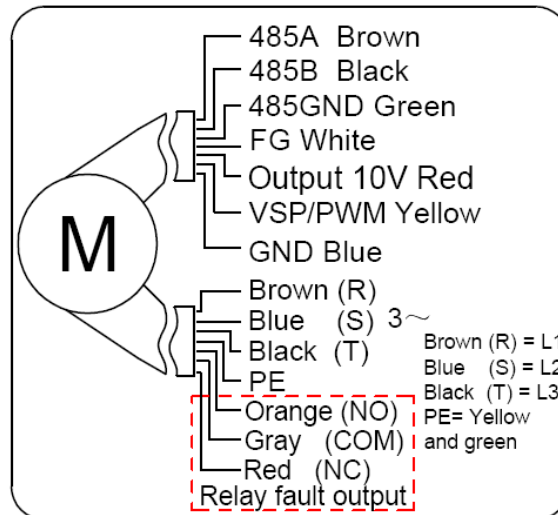 485A Brown
485B Black
485GND Green
FG White
Output 10V Red
VSP/PWM Yellow
GND Blue
M
Brown (R)
Blue (S) 3~
Black (T)
PE
Orange (NO)
Gray (COM)
Red (NC)
Relay fault output
Brown (R) = L1
Blue (S) = L2
Black (T) = L3
PE= Yellow
and green